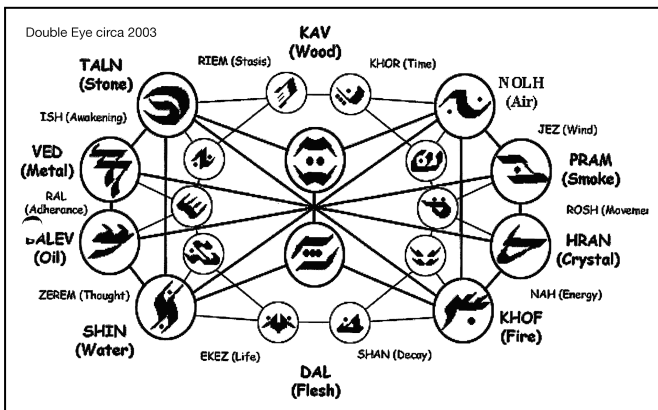 Double Eye circa 2003
KAV
(Wood)
TALN
(Stone)
RIEM (Stasis)
KHOR (Time)
NOLH
(Air)
ISH (Awakening)
JEZ (Wind)
VED
(Metal)
PRAM
(Smoke)
RAL
(Adherance)
ROSH (Movemen
BALEV
(Oil)
HRAN
(Crystal)
ZEREM (Thought)
NAH (Energy)
SHIN
(Water)
KHOF
(Fire)
EKEZ (Life)
SHAN (Decay)
DAL
(Flesh)